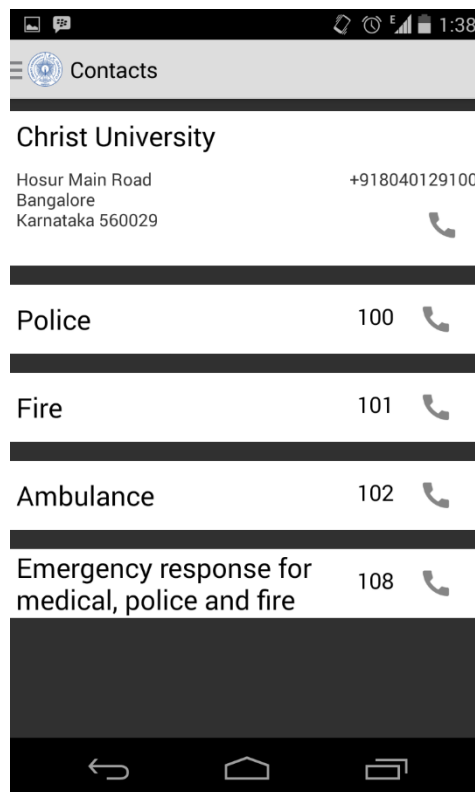 E 1:38
Contacts
Christ University
Hosur Main Road +918040129100
Bangalore
Karnataka 560029
Police 100
Fire 101
Ambulance 102
Emergency response for 108
medical, police and fire